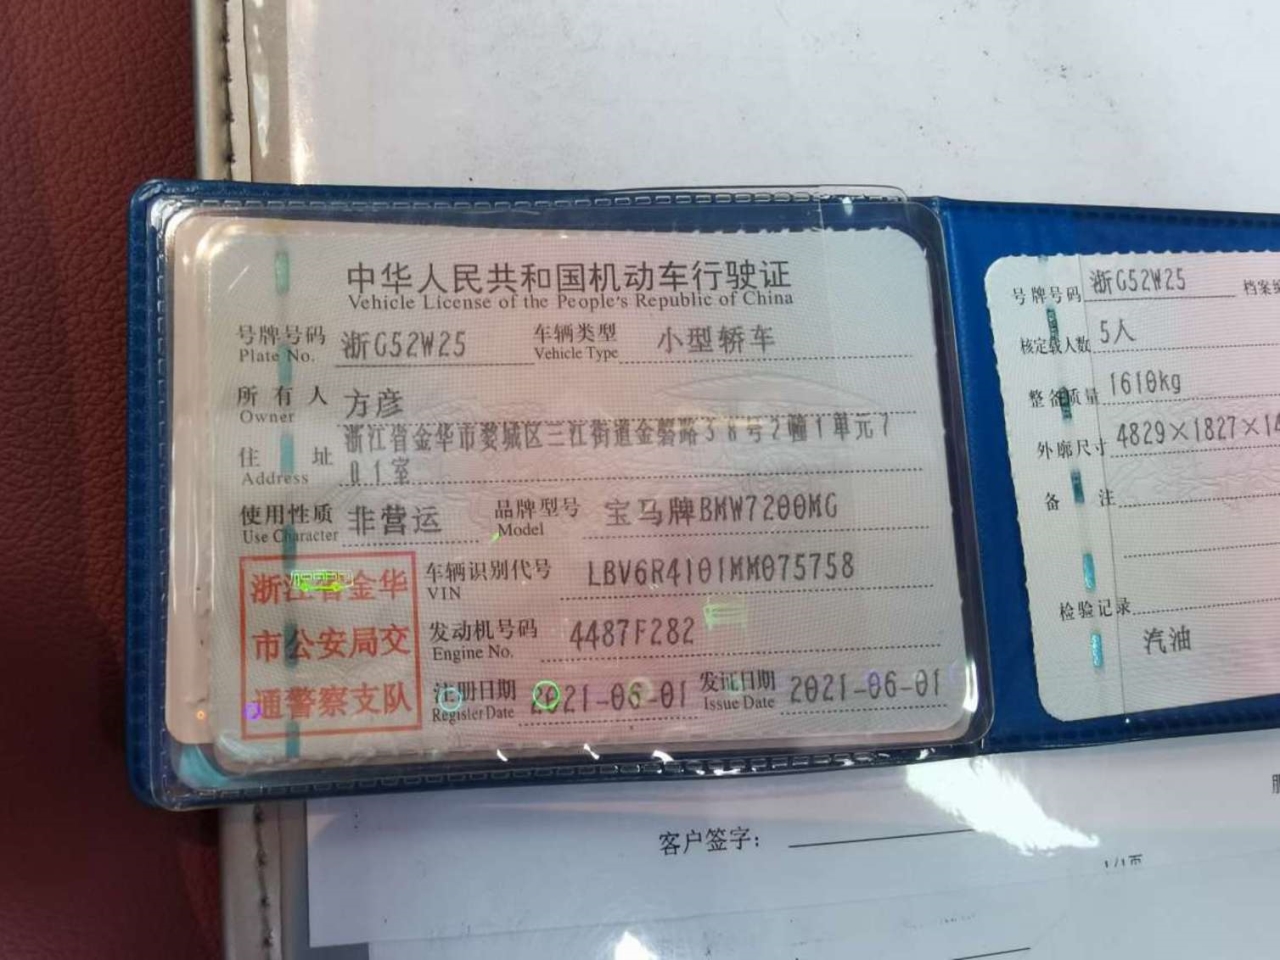 中华人民共和国机动车行驶证
Vehicle License of the People's Republic of China
号牌号码 浙G52W25 车辆类型 小型轿车
Plate No. Vehicle Type
所有人 方彦
Owner
住址 浙江省金华市婺城区三江街道金磐路38号2幢1单元7
Address 01室
使用性质 非营运 品牌型号 宝马牌BMW7200MG
Use Character Model
浙江省金华
市公安局交
通警察支队
车辆识别代号 LBV6R4101MM075758
VIN
发动机号码 4487F282
Engine No.
注册日期 2021-06-01 发证日期 2021-06-01
Register Date Issue Date
号牌号码 浙G52W25 档案编
核定载人数 5人
整备质量 1610kg
外廓尺寸 4829×1827×14
备注
检验记录
汽油
客户签字：
1/1页